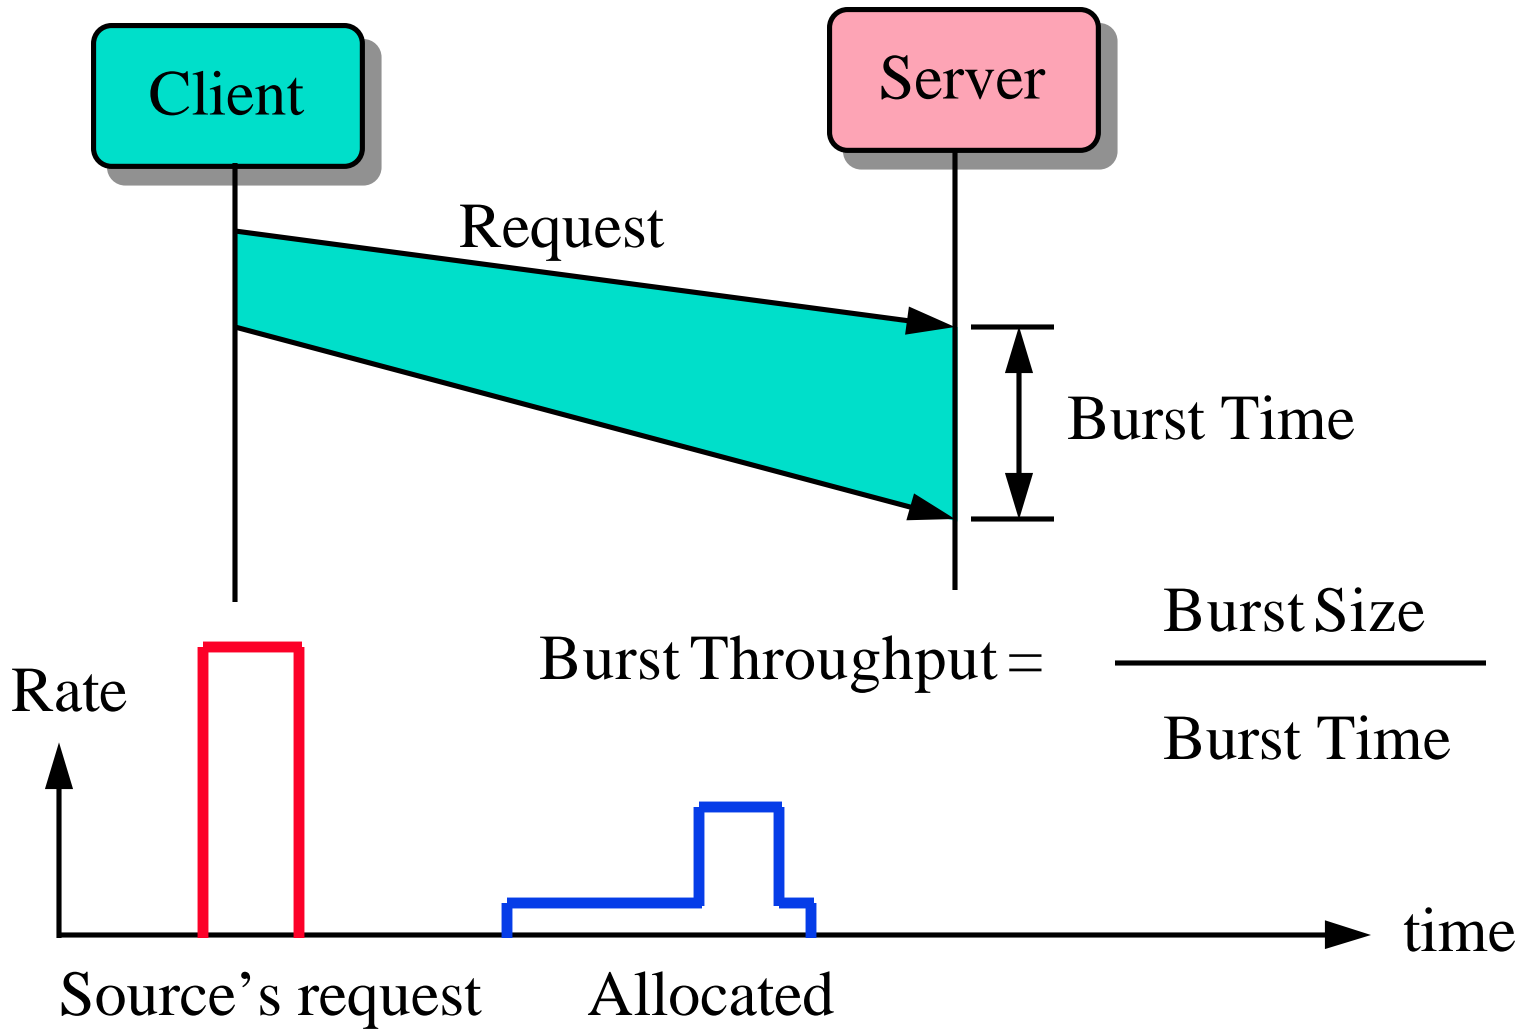 Client
Server
Request
Burst Time
Burst Throughput =
Burst Size
Burst Time
Rate
time
Source’s request
Allocated